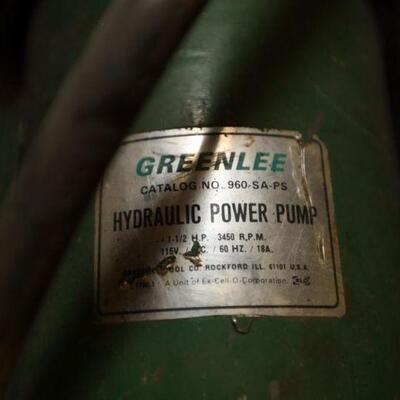 GREENLEE
CATALOG NO. 960-SA-PS
HYDRAULIC POWER PUMP
1-1/2 H.P. 3450 R.P.M.
115V. / / 60 HZ. / 18A.
CO. ROCKFORD ILL. 61101 U.S.A.
A Unit of Ex-Cell-O Corporation